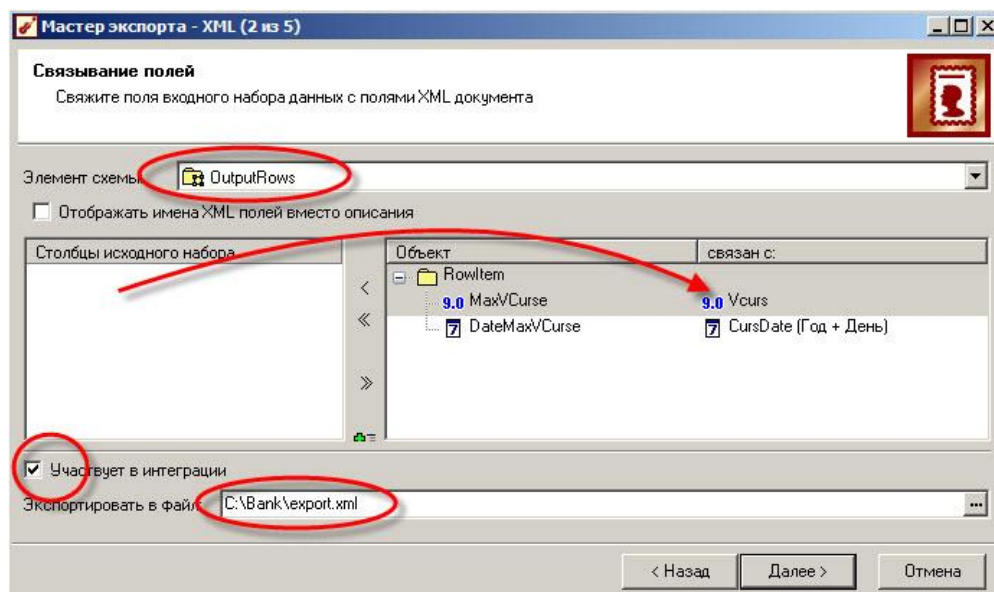 Мастер экспорта - XML (2 из 5)
Связывание полей
Свяжите поля входного набора данных с полями XML документа
Элемент схемы
OutputRows
Отображать имена XML полей вместо описания
Столбцы исходного набора
Объект
связан с:
RowItem
9.0 MaxVCurse
9.0 Vcurs
7 DateMaxVCurse
7 CursDate (Год + День)
Участвует в интеграции
Экспортировать в файл
C:\Bank\export.xml
...
< Назад
Далее >
Отмена